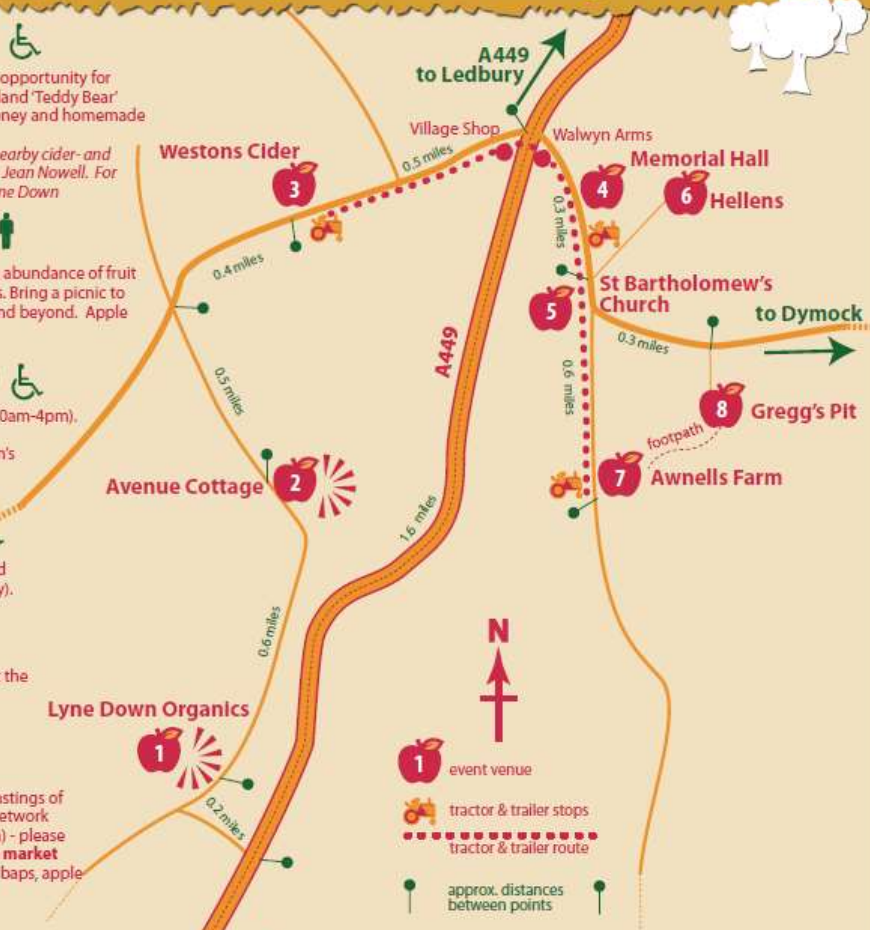 opportunity for
land ‘Teddy Bear’
ney and homemade
earby cider- and
Jean Nowell. For
ne Down
abundance of fruit
s. Bring a picnic to
nd beyond. Apple
0am-4pm).
n's
d
y).
t the
astings of
etwork
) - please
market
baps, apple
A449
to Ledbury
Village Shop
Walwyn Arms
Westons Cider
3
0.5 miles
Memorial Hall
4
6
Hellens
0.3 miles
0.4 miles
St Bartholomew's
Church
5
to Dymock
0.3 miles
A449
0.5 miles
0.6 miles
8
Gregg's Pit
footpath
Avenue Cottage
2
7
Awnells Farm
1.6 miles
0.6 miles
N
Lyne Down Organics
1
0.2 miles
1
event venue
tractor & trailer stops
tractor & trailer route
approx. distances
between points